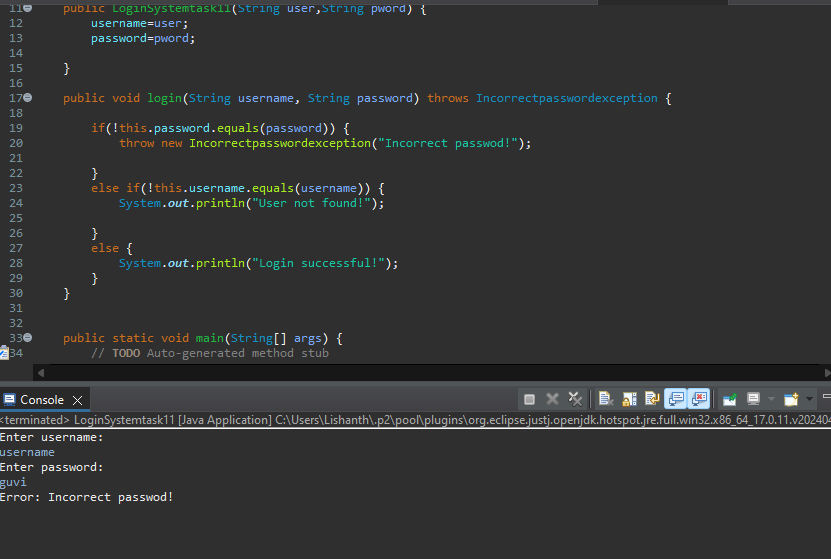 11 public LoginSystemtask11(String user,String pword) {
12 username=user;
13 password=pword;
14
15 }
16
17 public void login(String username, String password) throws Incorrectpasswordexception {
18
19 if(!this.password.equals(password)) {
20 throw new Incorrectpasswordexception("Incorrect passwod!");
21
22 }
23 else if(!this.username.equals(username)) {
24 System.out.println("User not found!");
25
26 }
27 else {
28 System.out.println("Login successful!");
29 }
30 }
31
32
33 public static void main(String[] args) {
34 // TODO Auto-generated method stub
Console
<terminated> LoginSystemtask11 [Java Application] C:\Users\Lishanth\.p2\pool\plugins\org.eclipse.justj.openjdk.hotspot.jre.full.win32.x86_64_17.0.11.v202404
Enter username:
username
Enter password:
guvi
Error: Incorrect passwod!